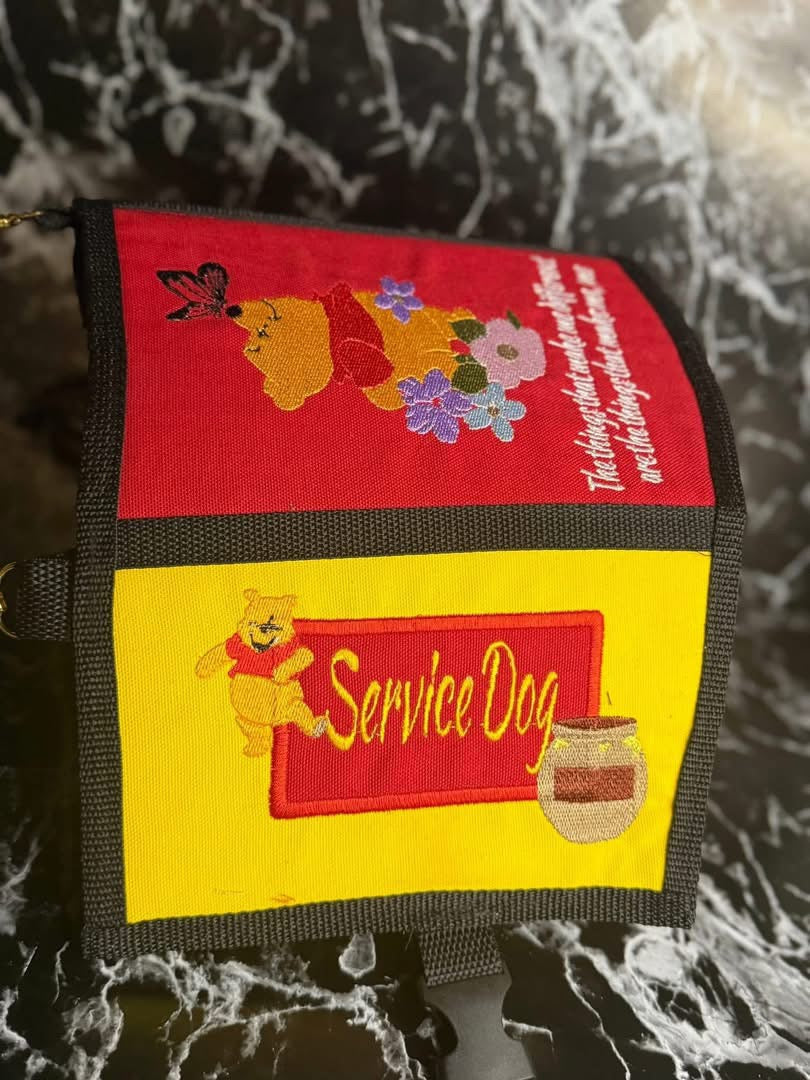 The things that make me different
are the things that make me, me
Service Dog